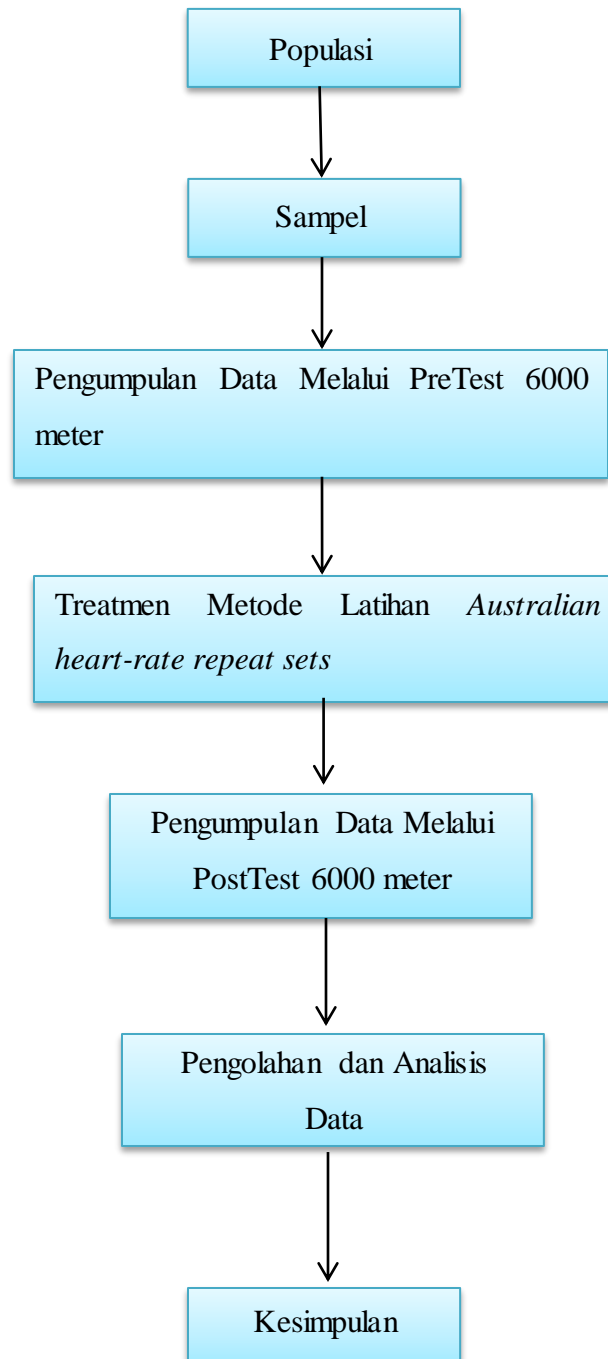 Populasi
Sampel
Pengumpulan Data Melalui PreTest 6000
meter
Treatmen Metode Latihan Australian
heart-rate repeat sets
Pengumpulan Data Melalui
PostTest 6000 meter
Pengolahan dan Analisis
Data
Kesimpulan